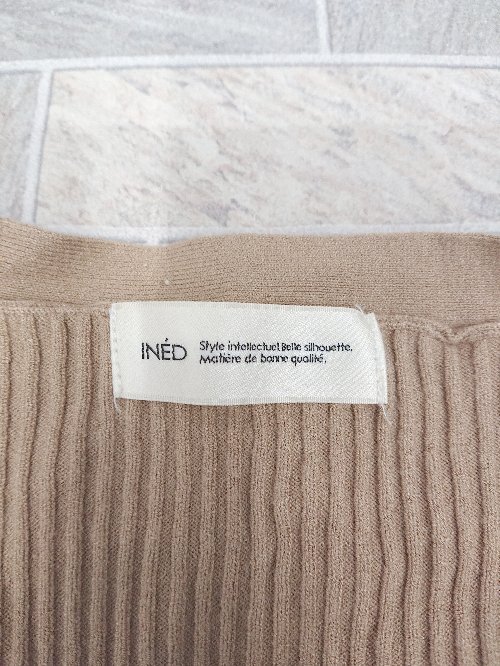 INÉD
Style intellectuel. Belle silhouette.
Matière de bonne qualité.